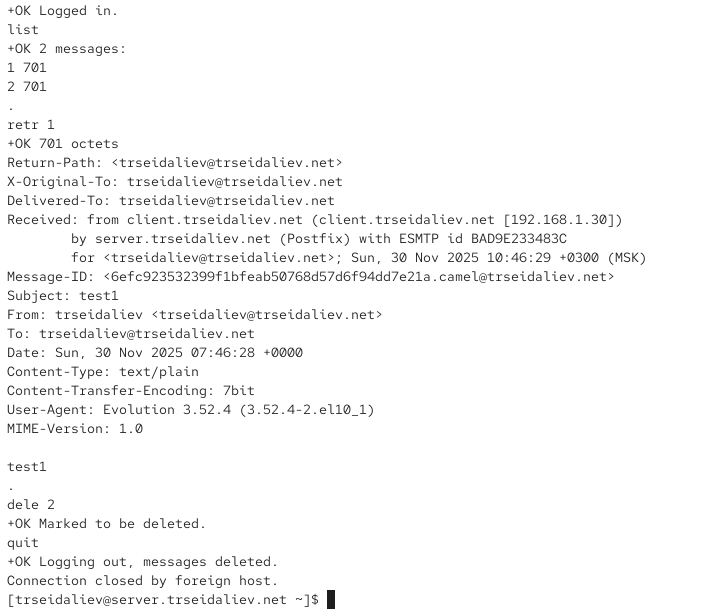 +OK Logged in.
list
+OK 2 messages:
1 701
2 701
.
retr 1
+OK 701 octets
Return-Path: <trseidaliev@trseidaliev.net>
X-Original-To: trseidaliev@trseidaliev.net
Delivered-To: trseidaliev@trseidaliev.net
Received: from client.trseidaliev.net (client.trseidaliev.net [192.168.1.30])
        by server.trseidaliev.net (Postfix) with ESMTP id BAD9E233483C
        for <trseidaliev@trseidaliev.net>; Sun, 30 Nov 2025 10:46:29 +0300 (MSK)
Message-ID: <6efc923532399f1bfeab50768d57d6f94dd7e21a.camel@trseidaliev.net>
Subject: test1
From: trseidaliev <trseidaliev@trseidaliev.net>
To: trseidaliev@trseidaliev.net
Date: Sun, 30 Nov 2025 07:46:28 +0000
Content-Type: text/plain
Content-Transfer-Encoding: 7bit
User-Agent: Evolution 3.52.4 (3.52.4-2.el10_1)
MIME-Version: 1.0

test1
.
dele 2
+OK Marked to be deleted.
quit
+OK Logging out, messages deleted.
Connection closed by foreign host.
[trseidaliev@server.trseidaliev.net ~]$